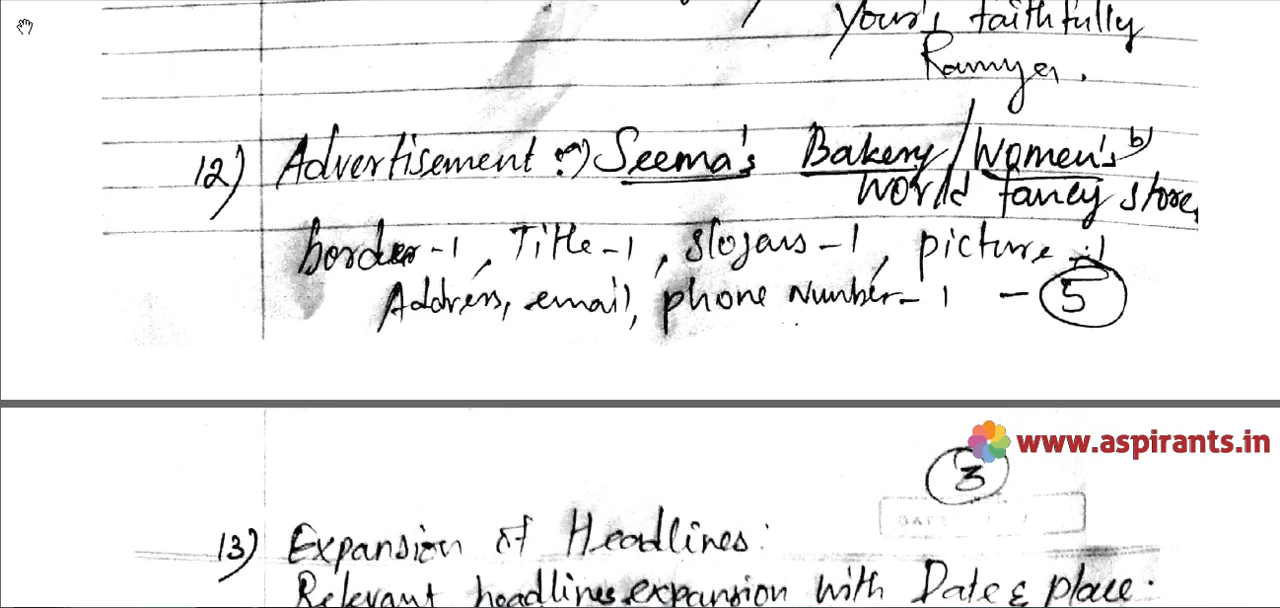 Your's faithfully
Ramya.
12) Advertisement: a) Seema's Bakery / Women's b)
World fancy store.
border-1, Title-1, slogans-1, picture-1
Address, email, phone Number-1 - 5
www.aspirants.in
3
13) Expansion of Headlines:
Relevant headlines expansion with Date & place.